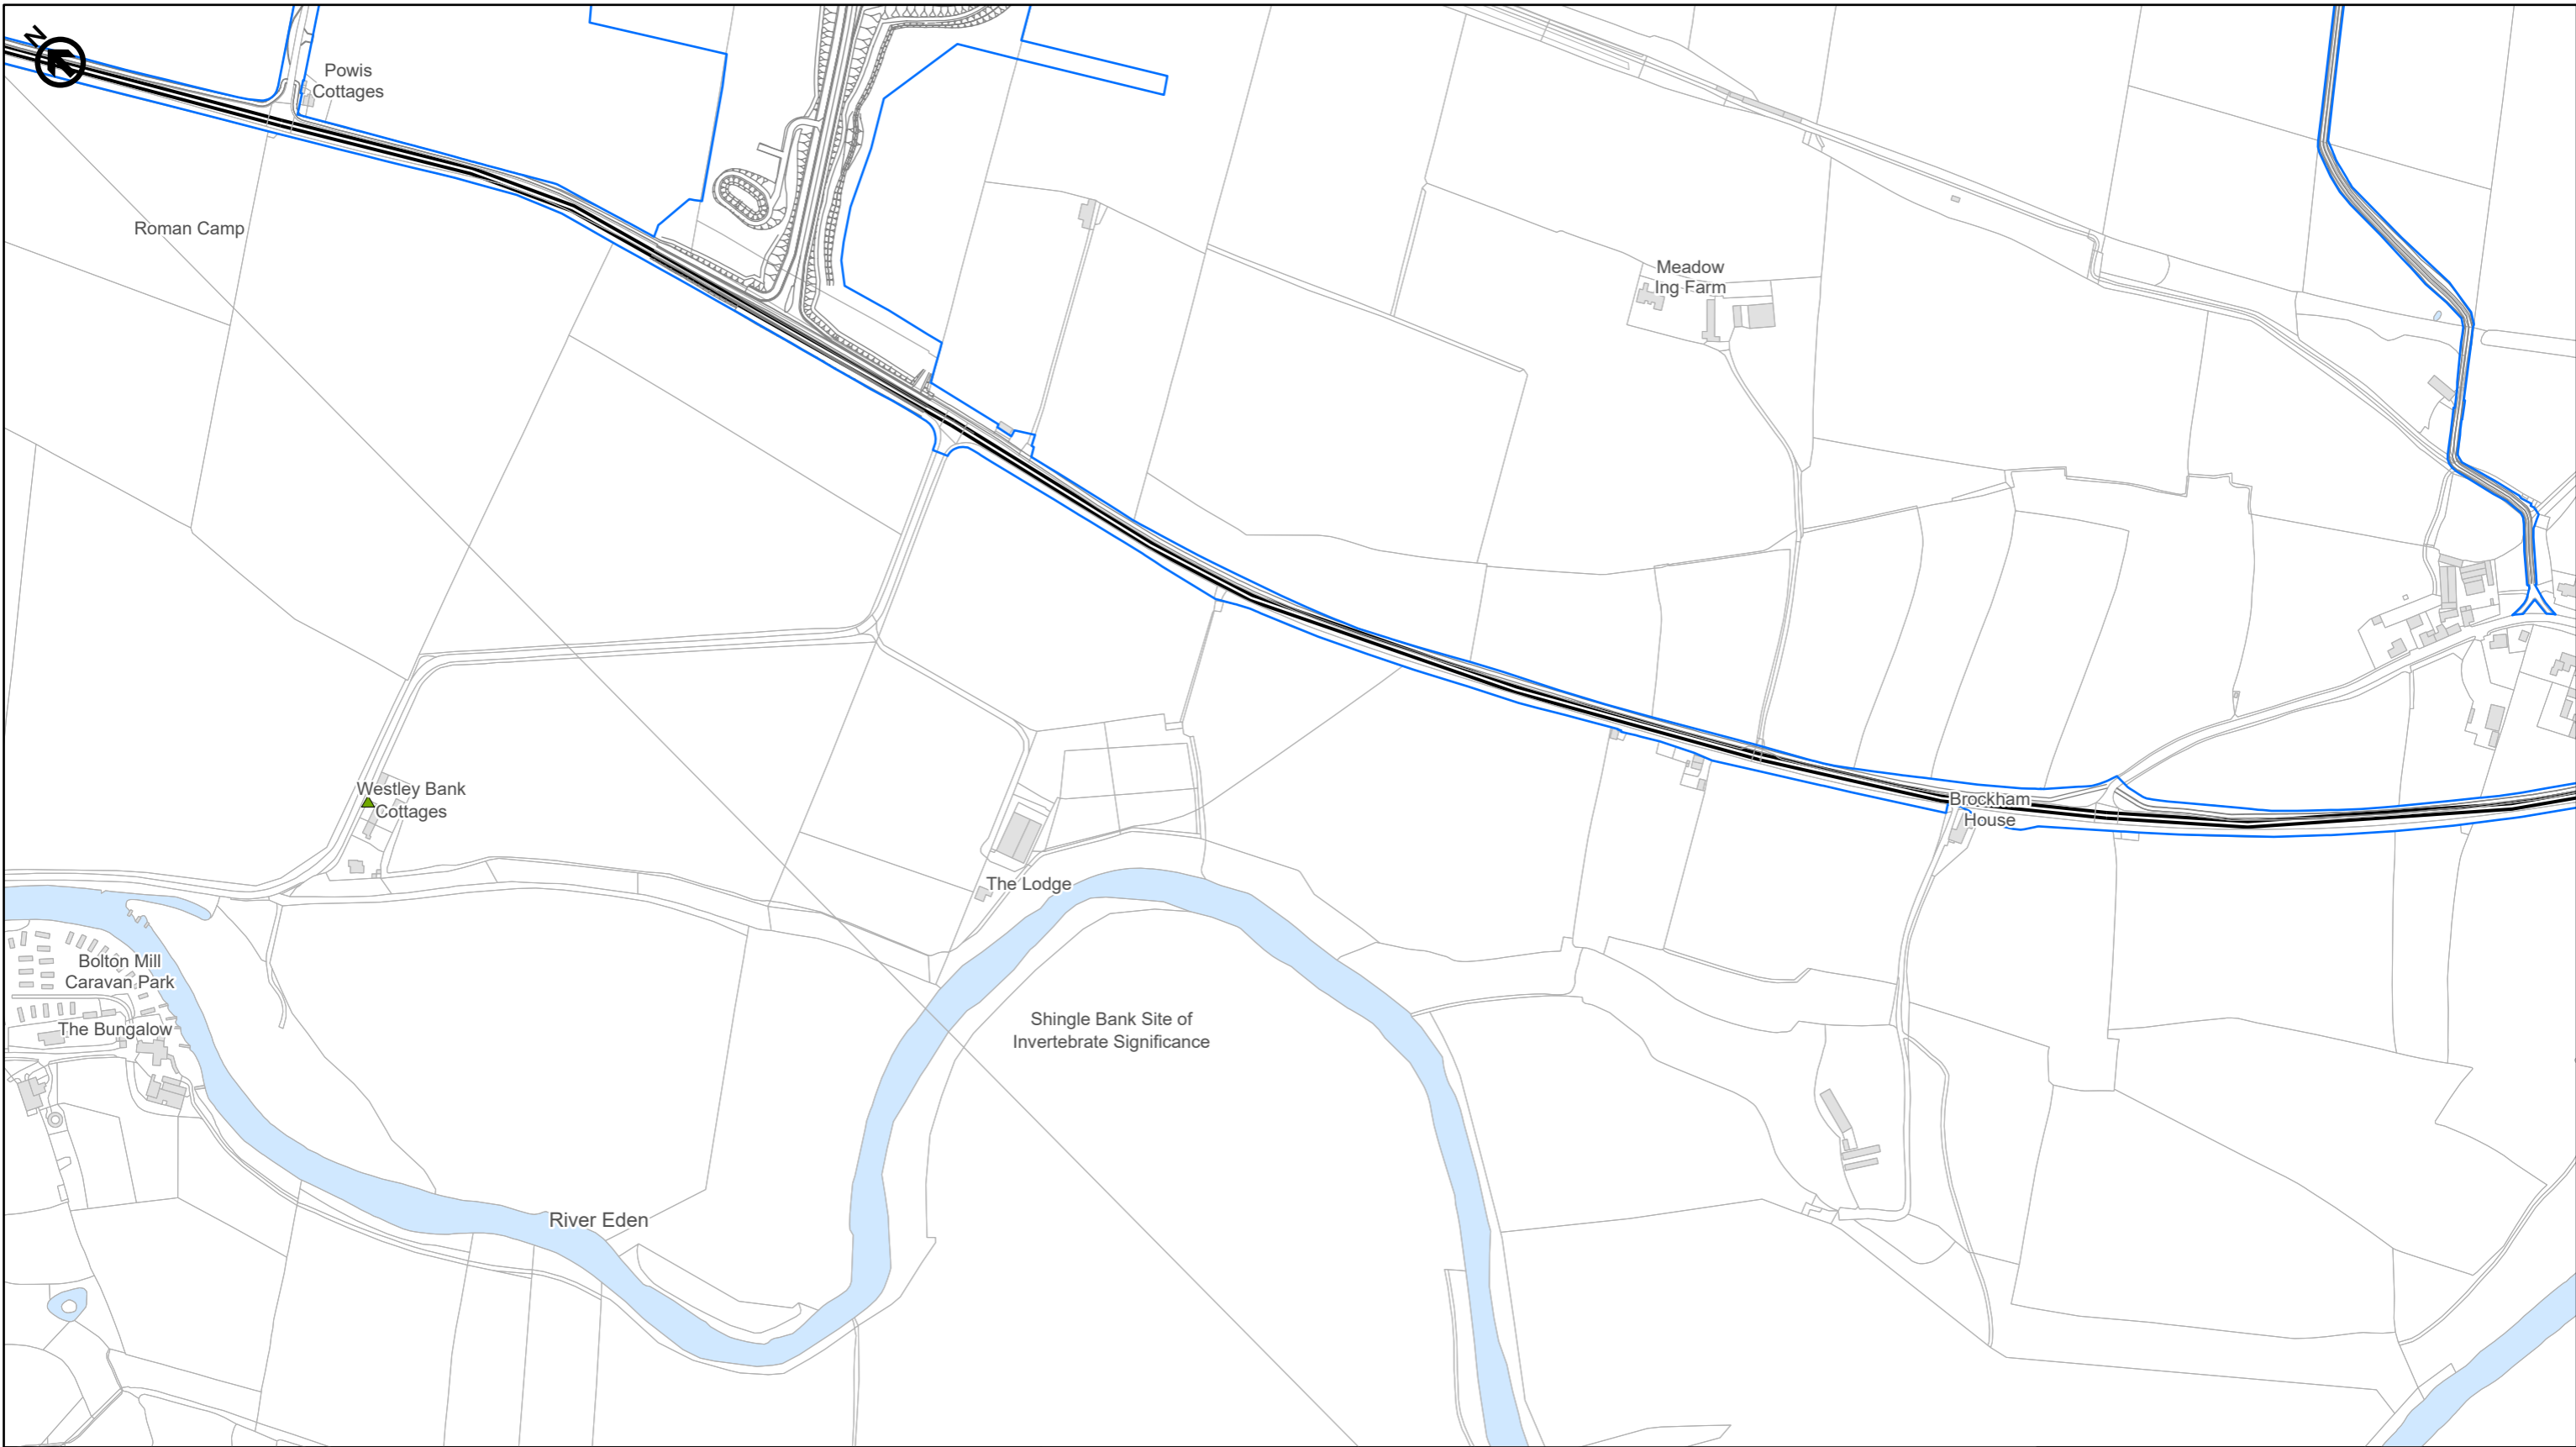 N
Powis
Cottages
Roman Camp
Meadow
Ing Farm
Westley Bank
Cottages
Brockham
House
The Lodge
Bolton Mill
Caravan Park
The Bungalow
Shingle Bank Site of
Invertebrate Significance
River Eden